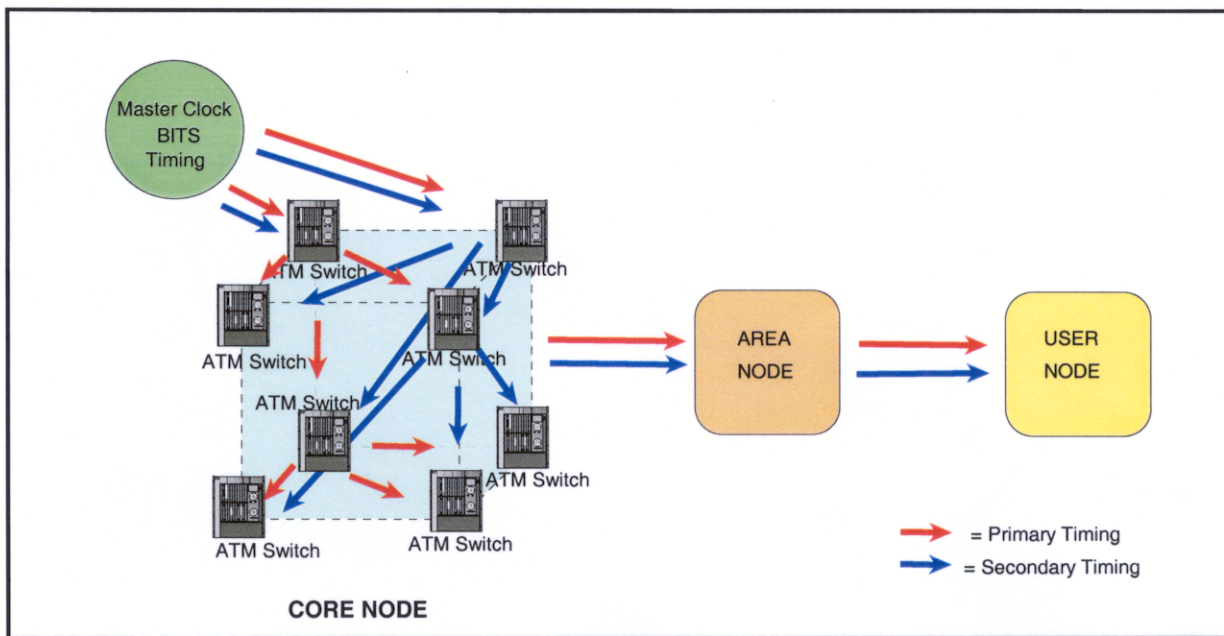 Master Clock
BITS
Timing
ATM Switch
ATM Switch
ATM Switch
ATM Switch
ATM Switch
ATM Switch
ATM Switch
ATM Switch
AREA
NODE
USER
NODE
= Primary Timing
= Secondary Timing
CORE NODE